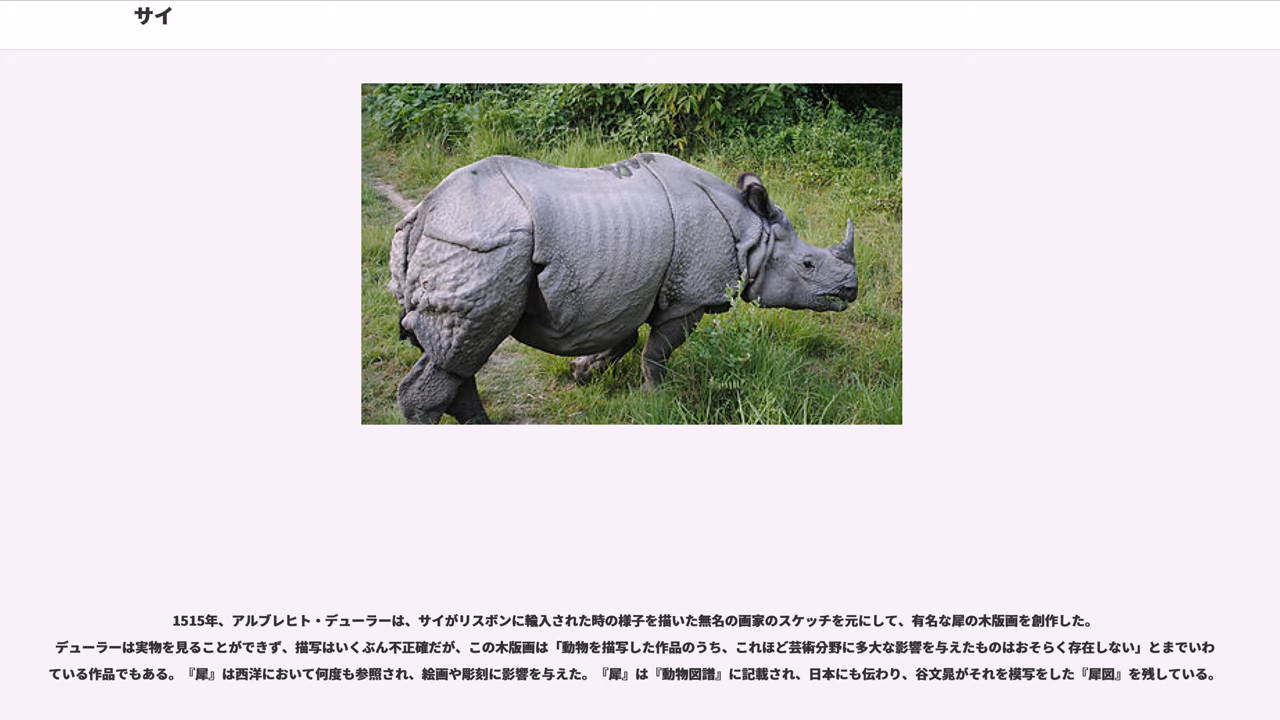 サイ
1515年、アルブレヒト・デューラーは、サイがリスボンに輸入された時の様子を描いた無名の画家のスケッチを元にして、有名な犀の木版画を創作した。
デューラーは実物を見ることができず、描写はいくぶん不正確だが、この木版画は「動物を描写した作品のうち、これほど芸術分野に多大な影響を与えたものはおそらく存在しない」とまでいわ
ている作品でもある。『犀』は西洋において何度も参照され、絵画や彫刻に影響を与えた。『犀』は『動物図譜』に記載され、日本にも伝わり、谷文晁がそれを模写をした『犀図』を残している。